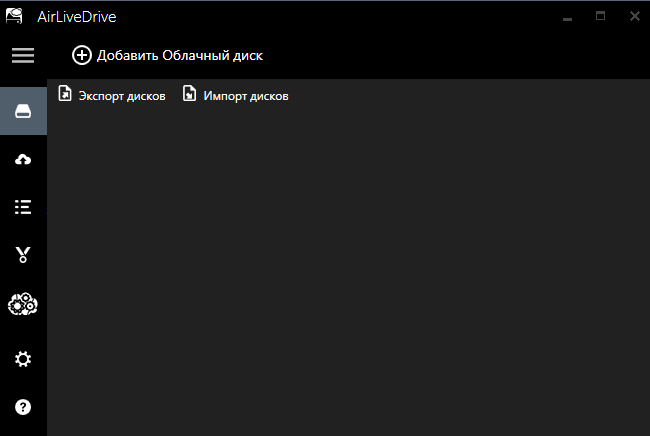 AirLiveDrive
Добавить Облачный диск
Экспорт дисков Импорт дисков